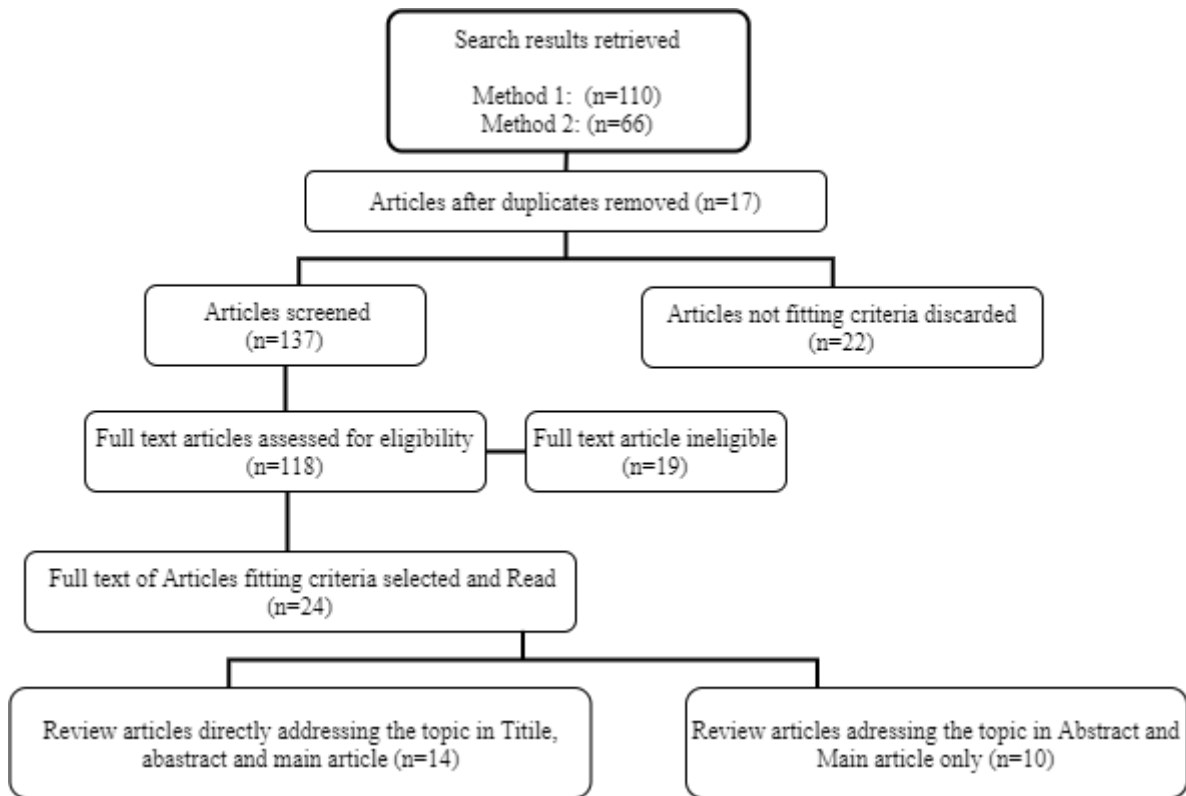 Search results retrieved
Method 1: (n=110)
Method 2: (n=66)
Articles after duplicates removed (n=17)
Articles screened
(n=137)
Articles not fitting criteria discarded
(n=22)
Full text articles assessed for eligibility
(n=118)
Full text article ineligible
(n=19)
Full text of Articles fitting criteria selected and Read
(n=24)
Review articles directly addressing the topic in Titile,
abastract and main article (n=14)
Review articles adressing the topic in Abstract and
Main article only (n=10)